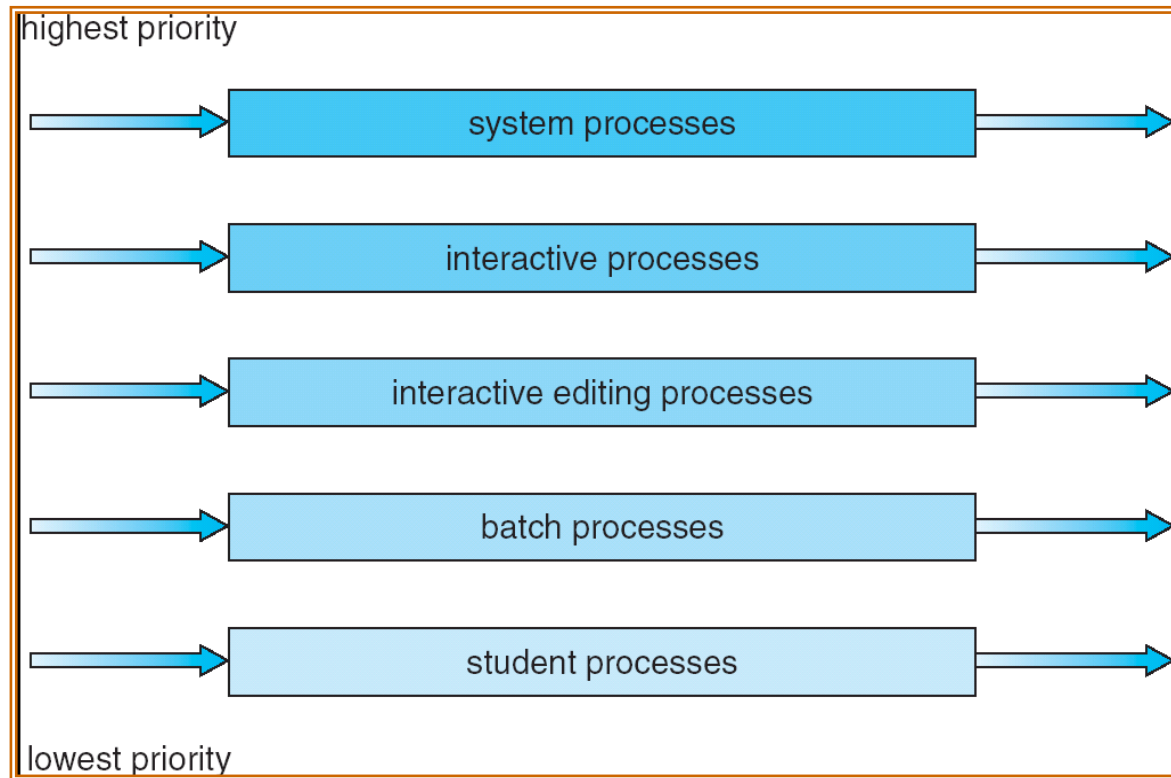 highest priority
system processes
interactive processes
interactive editing processes
batch processes
student processes
lowest priority